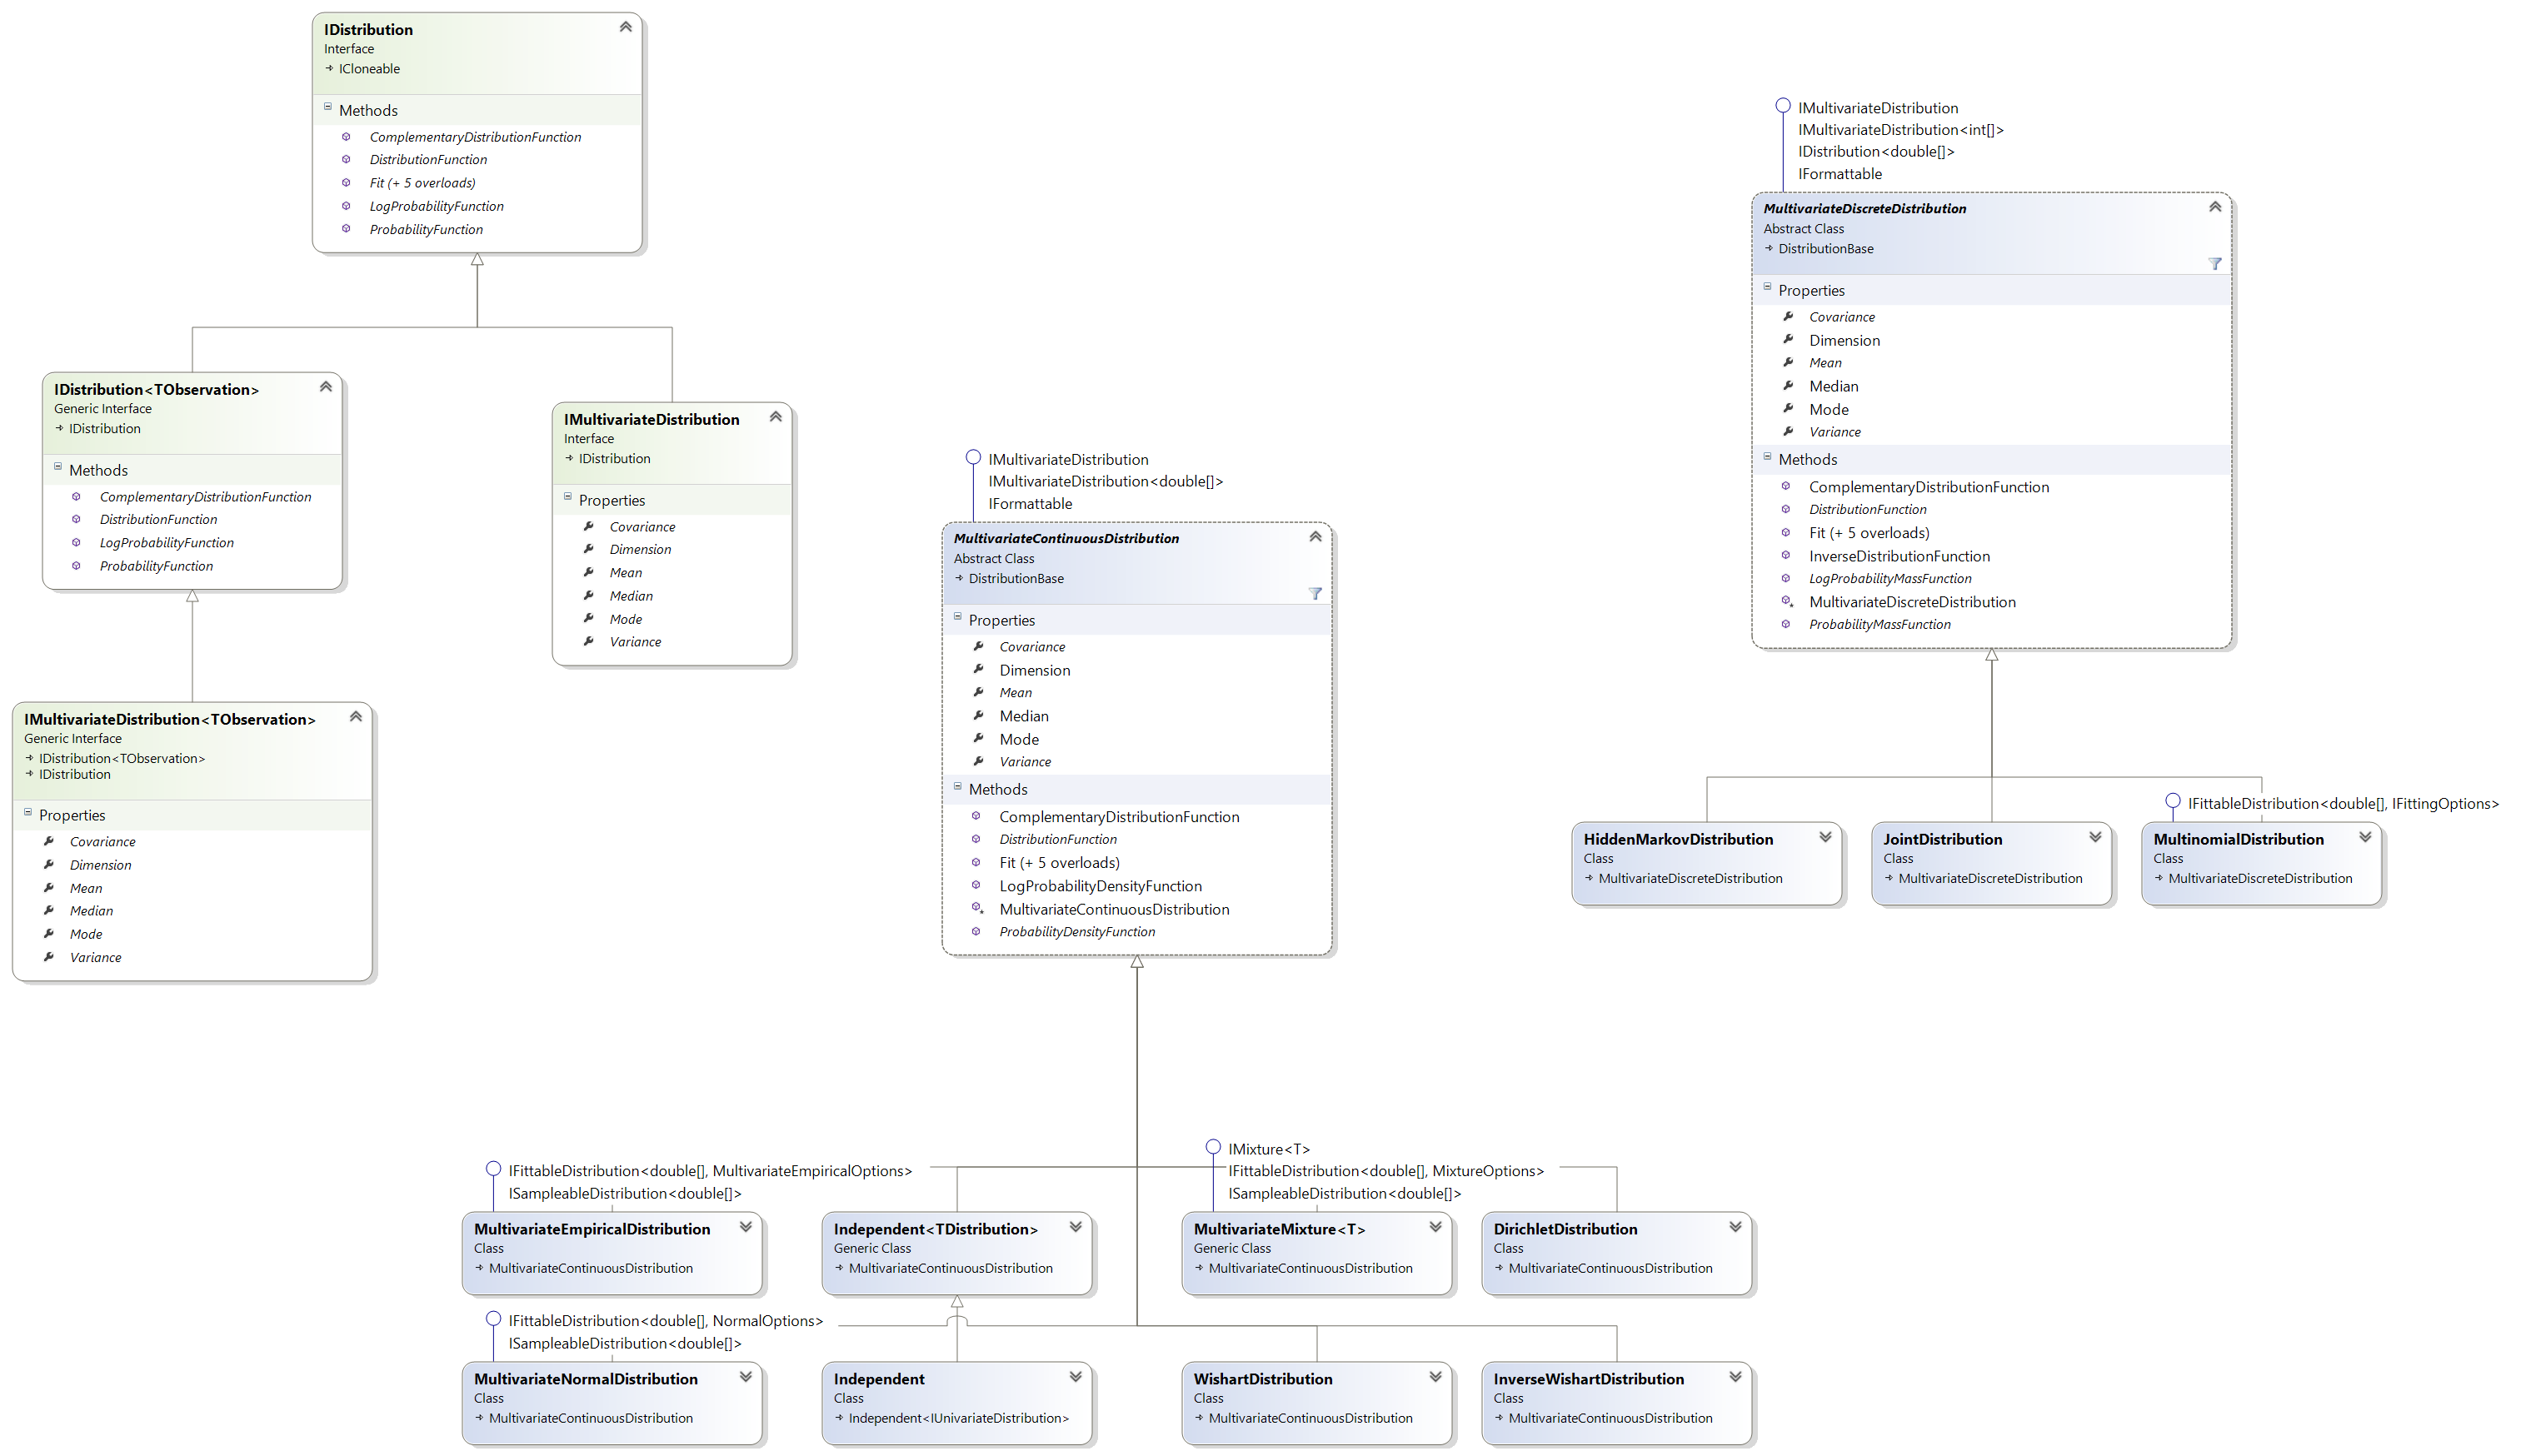 IDistribution
Interface
ICloneable
Methods
ComplementaryDistributionFunction
DistributionFunction
Fit (+ 5 overloads)
LogProbabilityFunction
ProbabilityFunction
IDistribution<TObservation>
Generic Interface
IDistribution
Methods
ComplementaryDistributionFunction
DistributionFunction
LogProbabilityFunction
ProbabilityFunction
IMultivariateDistribution
Interface
IDistribution
Properties
Covariance
Dimension
Mean
Median
Mode
Variance
IMultivariateDistribution<TObservation>
Generic Interface
IDistribution<TObservation>
IDistribution
Properties
Covariance
Dimension
Mean
Median
Mode
Variance
IMultivariateDistribution
IMultivariateDistribution<double[]>
IFormattable
MultivariateContinuousDistribution
Abstract Class
DistributionBase
Properties
Covariance
Dimension
Mean
Median
Mode
Variance
Methods
ComplementaryDistributionFunction
DistributionFunction
Fit (+ 5 overloads)
LogProbabilityDensityFunction
MultivariateContinuousDistribution
ProbabilityDensityFunction
IMultivariateDistribution
IMultivariateDistribution<int[]>
IDistribution<double[]>
IFormattable
MultivariateDiscreteDistribution
Abstract Class
DistributionBase
Properties
Covariance
Dimension
Mean
Median
Mode
Variance
Methods
ComplementaryDistributionFunction
DistributionFunction
Fit (+ 5 overloads)
InverseDistributionFunction
LogProbabilityMassFunction
MultivariateDiscreteDistribution
ProbabilityMassFunction
HiddenMarkovDistribution
Class
MultivariateDiscreteDistribution
JointDistribution
Class
MultivariateDiscreteDistribution
IFittableDistribution<double[], IFittingOptions>
MultinomialDistribution
Class
MultivariateDiscreteDistribution
IFittableDistribution<double[], MultivariateEmpiricalOptions>
ISampleableDistribution<double[]>
MultivariateEmpiricalDistribution
Class
MultivariateContinuousDistribution
Independent<TDistribution>
Generic Class
MultivariateContinuousDistribution
IMixture<T>
IFittableDistribution<double[], MixtureOptions>
ISampleableDistribution<double[]>
MultivariateMixture<T>
Generic Class
MultivariateContinuousDistribution
DirichletDistribution
Class
MultivariateContinuousDistribution
IFittableDistribution<double[], NormalOptions>
ISampleableDistribution<double[]>
MultivariateNormalDistribution
Class
MultivariateContinuousDistribution
Independent
Class
Independent<IUnivariateDistribution>
WishartDistribution
Class
MultivariateContinuousDistribution
InverseWishartDistribution
Class
MultivariateContinuousDistribution